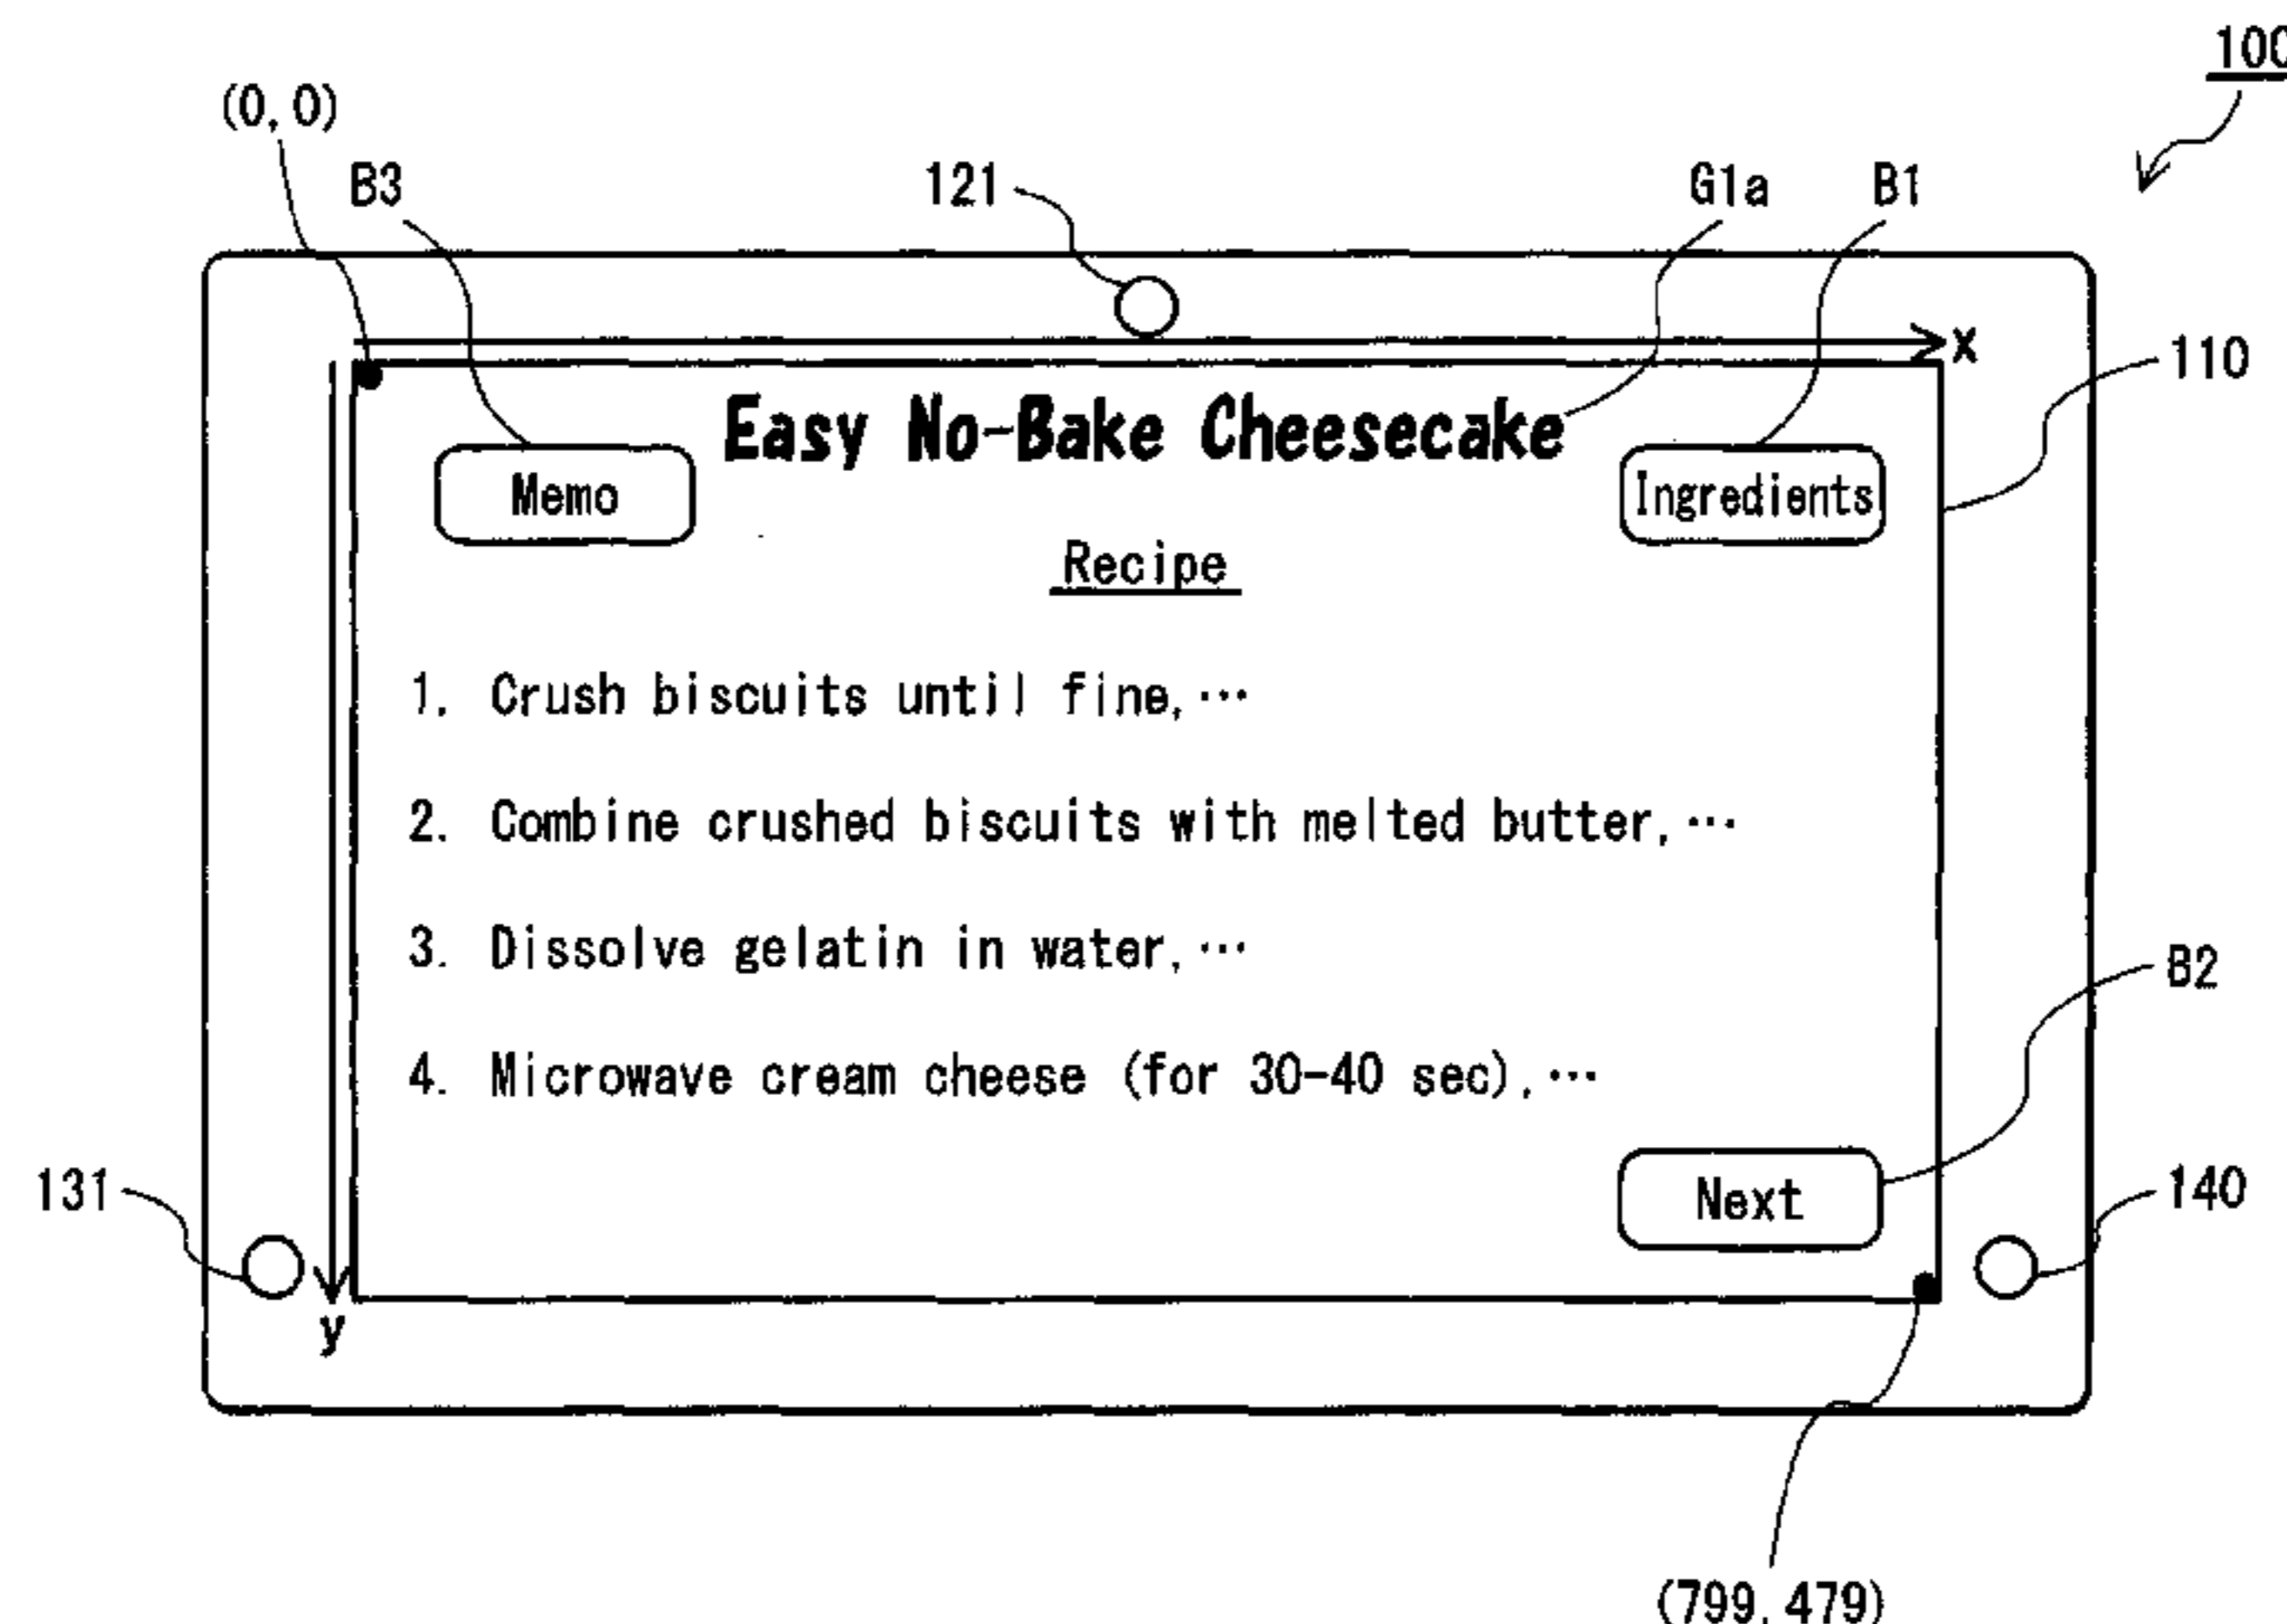 100
(0,0)
B3
121
G1a
B1
x
110
Easy No-Bake Cheesecake
Memo
Ingredients
Recipe
1. Crush biscuits until fine,…
2. Combine crushed biscuits with melted butter,…
3. Dissolve gelatin in water,…
B2
4. Microwave cream cheese (for 30-40 sec),…
131
Next
140
y
(799,479)